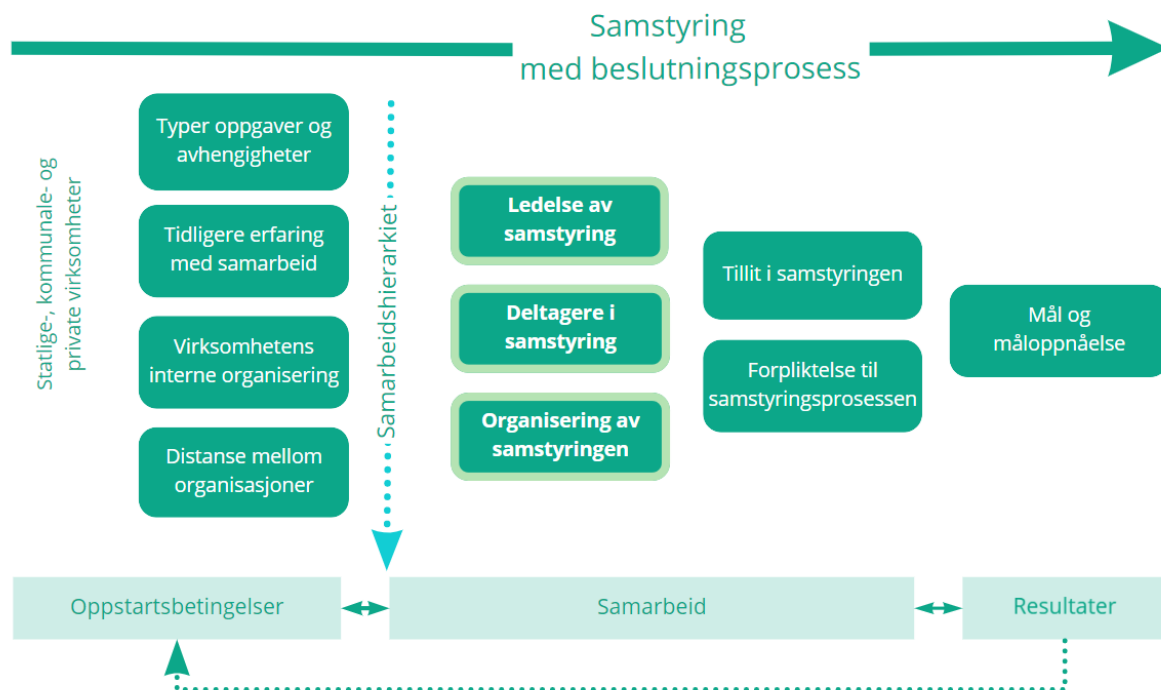 Samstyring
med beslutningsprosess
Statlige-, kommunale- og
private virksomheter
Typer oppgaver og
avhengigheter
Tidligere erfaring
med samarbeid
Virksomhetens
interne organisering
Distanse mellom
organisasjoner
Samarbeidshierarkiet
Ledelse av
samstyring
Deltagere i
samstyring
Organisering av
samstyringen
Tillit i samstyringen
Forpliktelse til
samstyringsprosessen
Mål og
måloppnåelse
Oppstartsbetingelser
Samarbeid
Resultater